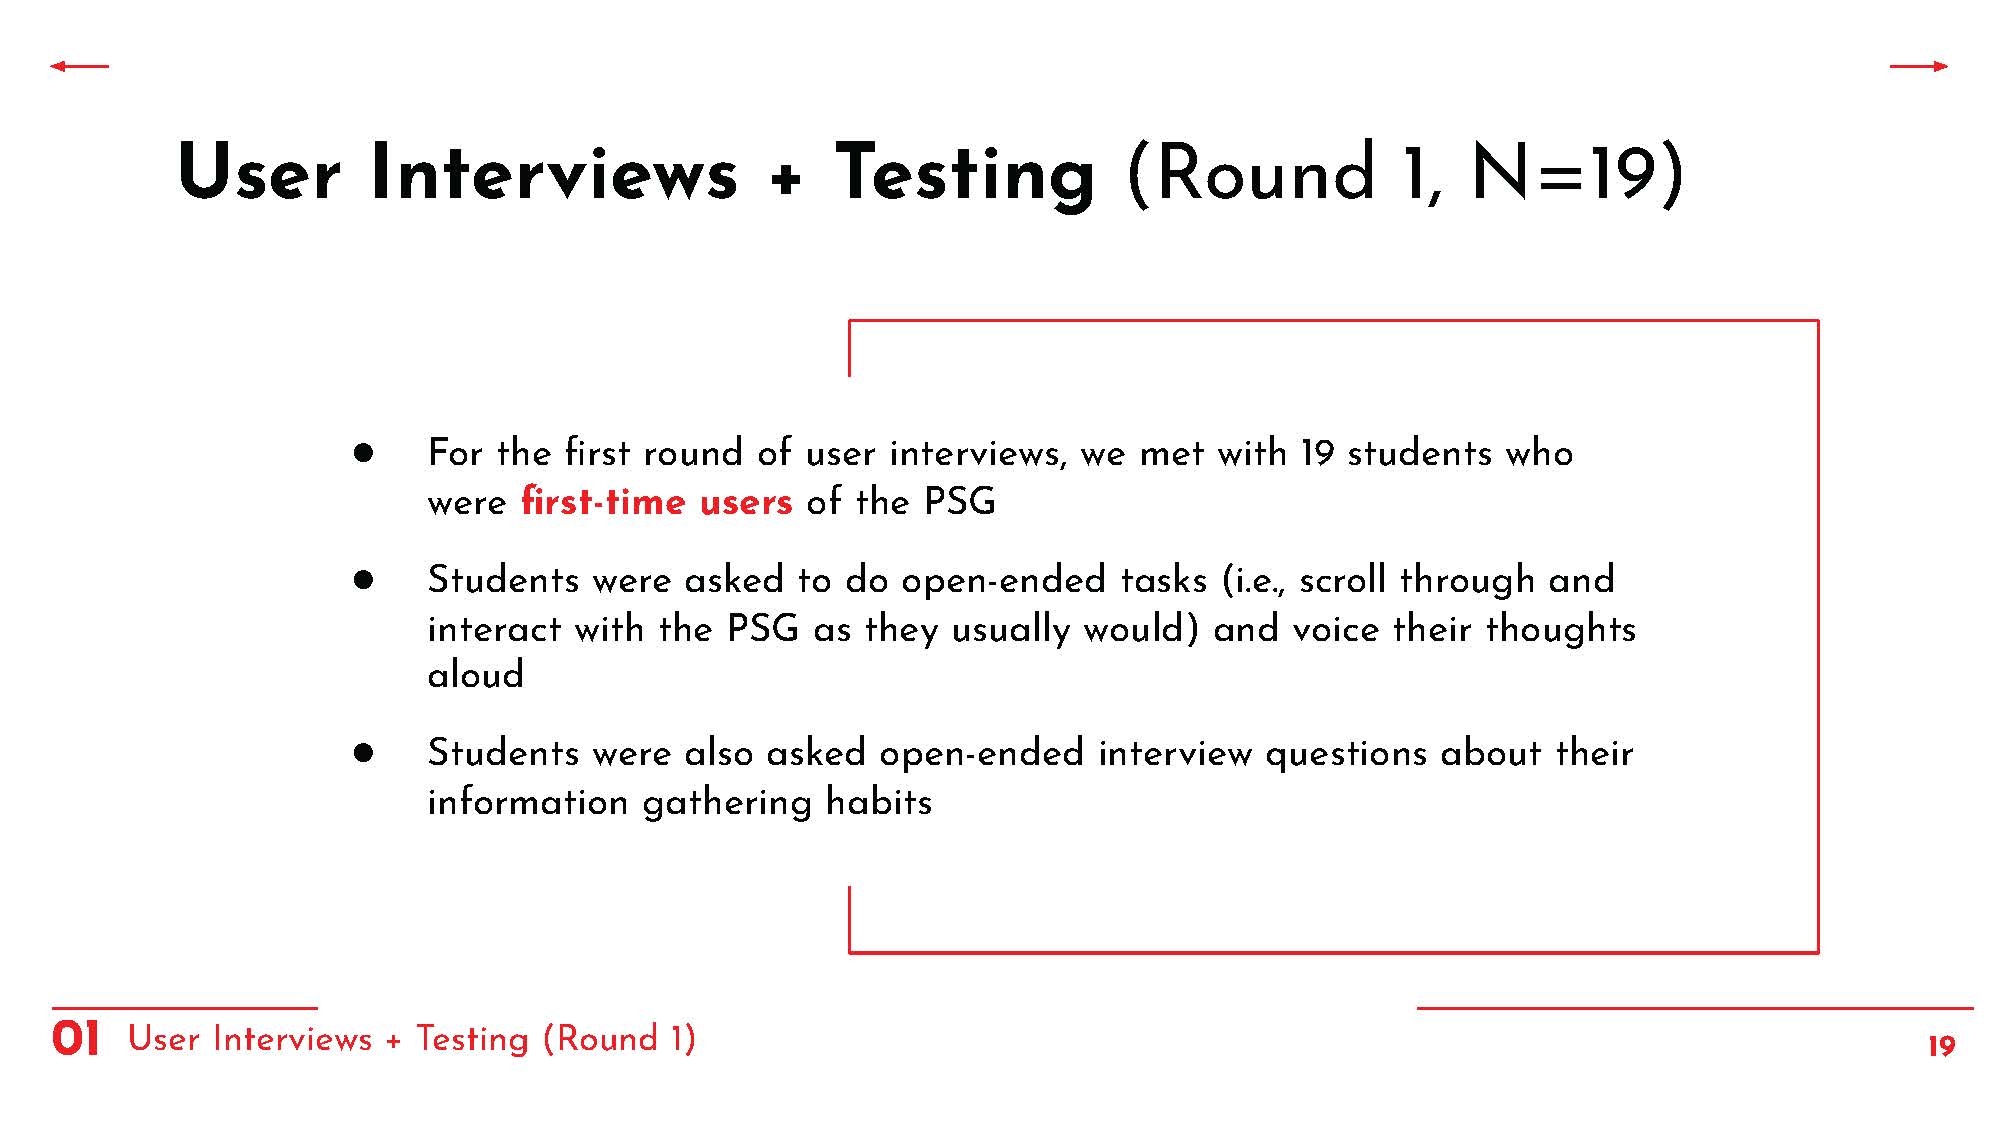 User Interviews + Testing (Round 1, N=19)
● For the first round of user interviews, we met with 19 students who
were first-time users of the PSG
● Students were asked to do open-ended tasks (i.e., scroll through and
interact with the PSG as they usually would) and voice their thoughts
aloud
● Students were also asked open-ended interview questions about their
information gathering habits
01 User Interviews + Testing (Round 1)
19